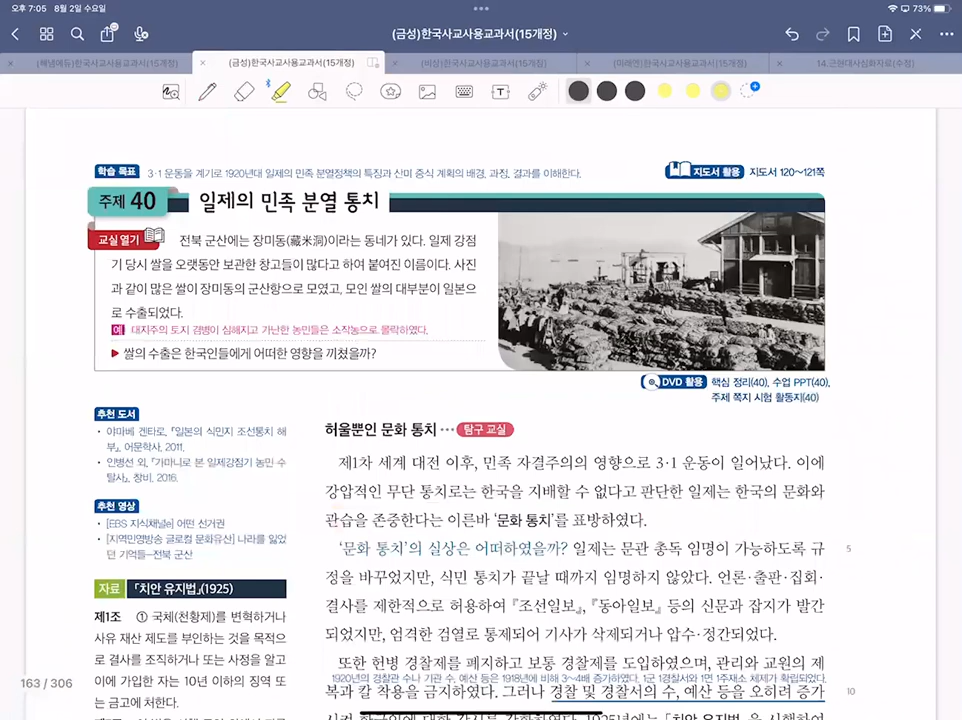 오후 7:05 8월 2일 수요일
73%
(금성)한국사교사용교과서(15개정)
(해냄에듀)한국사교사용교과서(15개정)
(금성)한국사교사용교과서(15개정)
(비상)한국사교사용교과서(15개정)
(미래엔)한국사교사용교과서(15개정)
14.근현대사심화자료(수정)
학습 목표 3·1 운동을 계기로 1920년대 일제의 민족 분열정책의 특징과 산미 증식 계획의 배경, 과정, 결과를 이해한다.
지도서 활용 지도서 120~121쪽
주제 40 일제의 민족 분열 통치
교실 열기 전북 군산에는 장미동(藏米洞)이라는 동네가 있다. 일제 강점
기 당시 쌀을 오랫동안 보관한 창고들이 많다고 하여 붙여진 이름이다. 사진
과 같이 많은 쌀이 장미동의 군산항으로 모였고, 모인 쌀의 대부분이 일본으
로 수출되었다.
예 대지주의 토지 겸병이 심해지고 가난한 농민들은 소작농으로 몰락하였다.
▶ 쌀의 수출은 한국인들에게 어떠한 영향을 끼쳤을까?
DVD 활용 핵심 정리(40), 수업 PPT(40),
주제 쪽지 시험 활동지(40)
추천 도서
• 야마베 겐타로, 『일본의 식민지 조선통치 해
부』, 어문학사, 2011.
• 인병선 외, 『가마니로 본 일제강점기 농민 수
탈사』, 창비, 2016.
추천 영상
• [EBS 지식채널e] 어떤 선거권
• [지역민영방송 글로컬 문화유산] 나라를 잃었
던 기억들-전북 군산
자료 「치안 유지법」(1925)
제1조 ① 국체(천황제)를 변혁하거나
사유 재산 제도를 부인하는 것을 목적으
로 결사를 조직하거나 또는 사정을 알고
이에 가입한 자는 10년 이하의 징역 또
는 금고에 처한다.
허울뿐인 문화 통치 ··· 탐구 교실
제1차 세계 대전 이후, 민족 자결주의의 영향으로 3·1 운동이 일어났다. 이에
강압적인 무단 통치로는 한국을 지배할 수 없다고 판단한 일제는 한국의 문화와
관습을 존중한다는 이른바 '문화 통치'를 표방하였다.
'문화 통치'의 실상은 어떠하였을까? 일제는 문관 총독 임명이 가능하도록 규
5
정을 바꾸었지만, 식민 통치가 끝날 때까지 임명하지 않았다. 언론·출판·집회·
결사를 제한적으로 허용하여 『조선일보』, 『동아일보』 등의 신문과 잡지가 발간
되었지만, 엄격한 검열로 통제되어 기사가 삭제되거나 압수·정간되었다.
또한 헌병 경찰제를 폐지하고 보통 경찰제를 도입하였으며, 관리와 교원의 제
1920년의 경찰관 수나 기관 수, 예산 등은 1918년에 비해 3~4배 증가하였다. 1군 1경찰서와 1면 1주재소 체제가 확립되었다.
복과 칼 착용을 금지하였다. 그러나 경찰 및 경찰서의 수, 예산 등을 오히려 증가
10
163 / 306